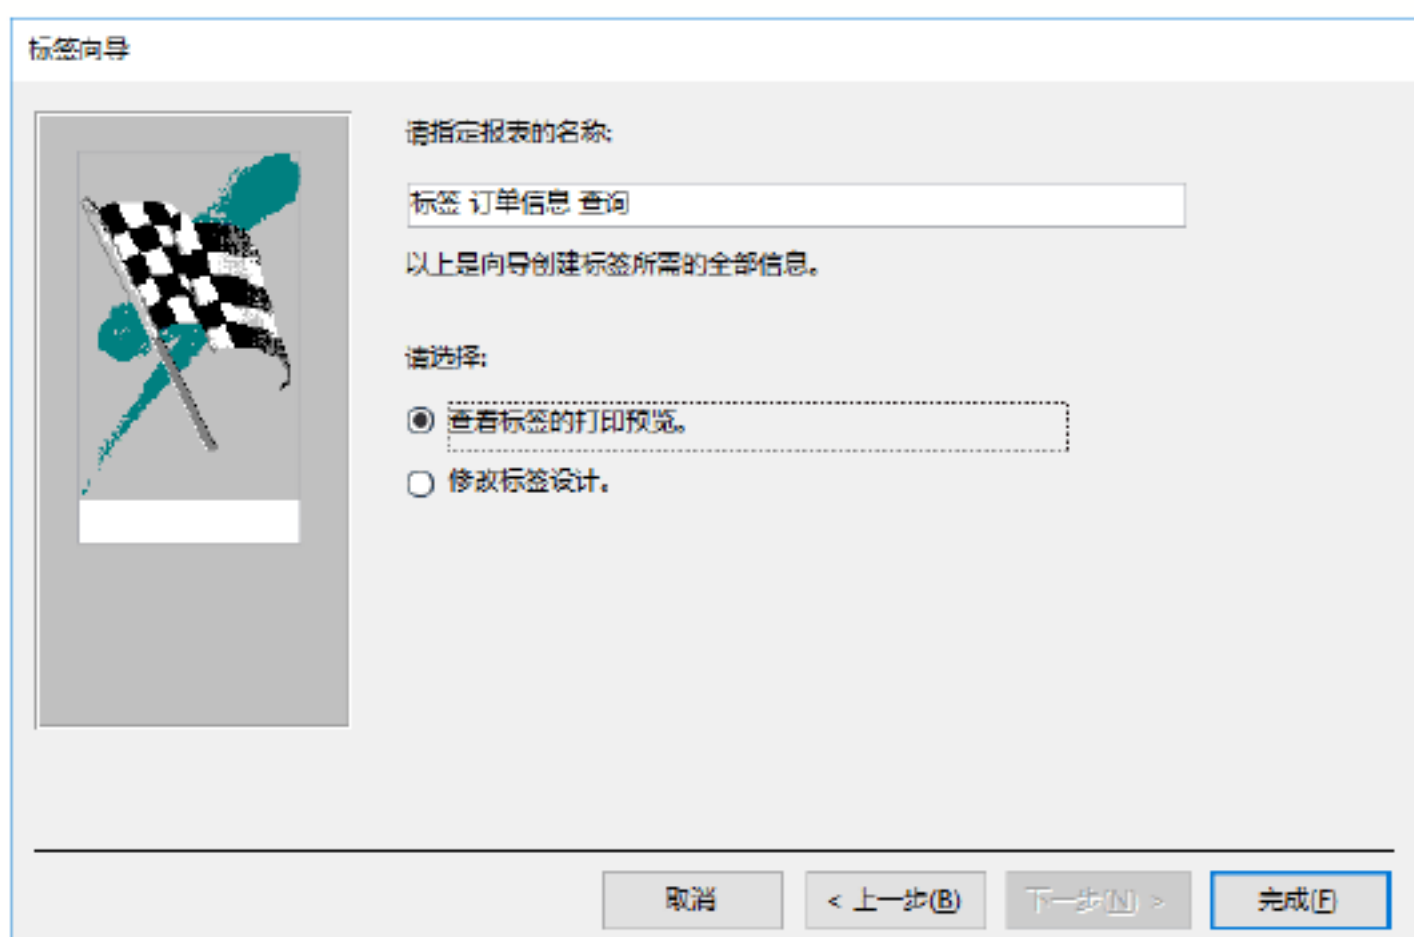 标签向导
请指定报表的名称:
标签 订单信息 查询
以上是向导创建标签所需的全部信息。
请选择:
查看标签的打印预览。
修改标签设计。
取消
< 上一步(B)
下一步(N) >
完成(F)